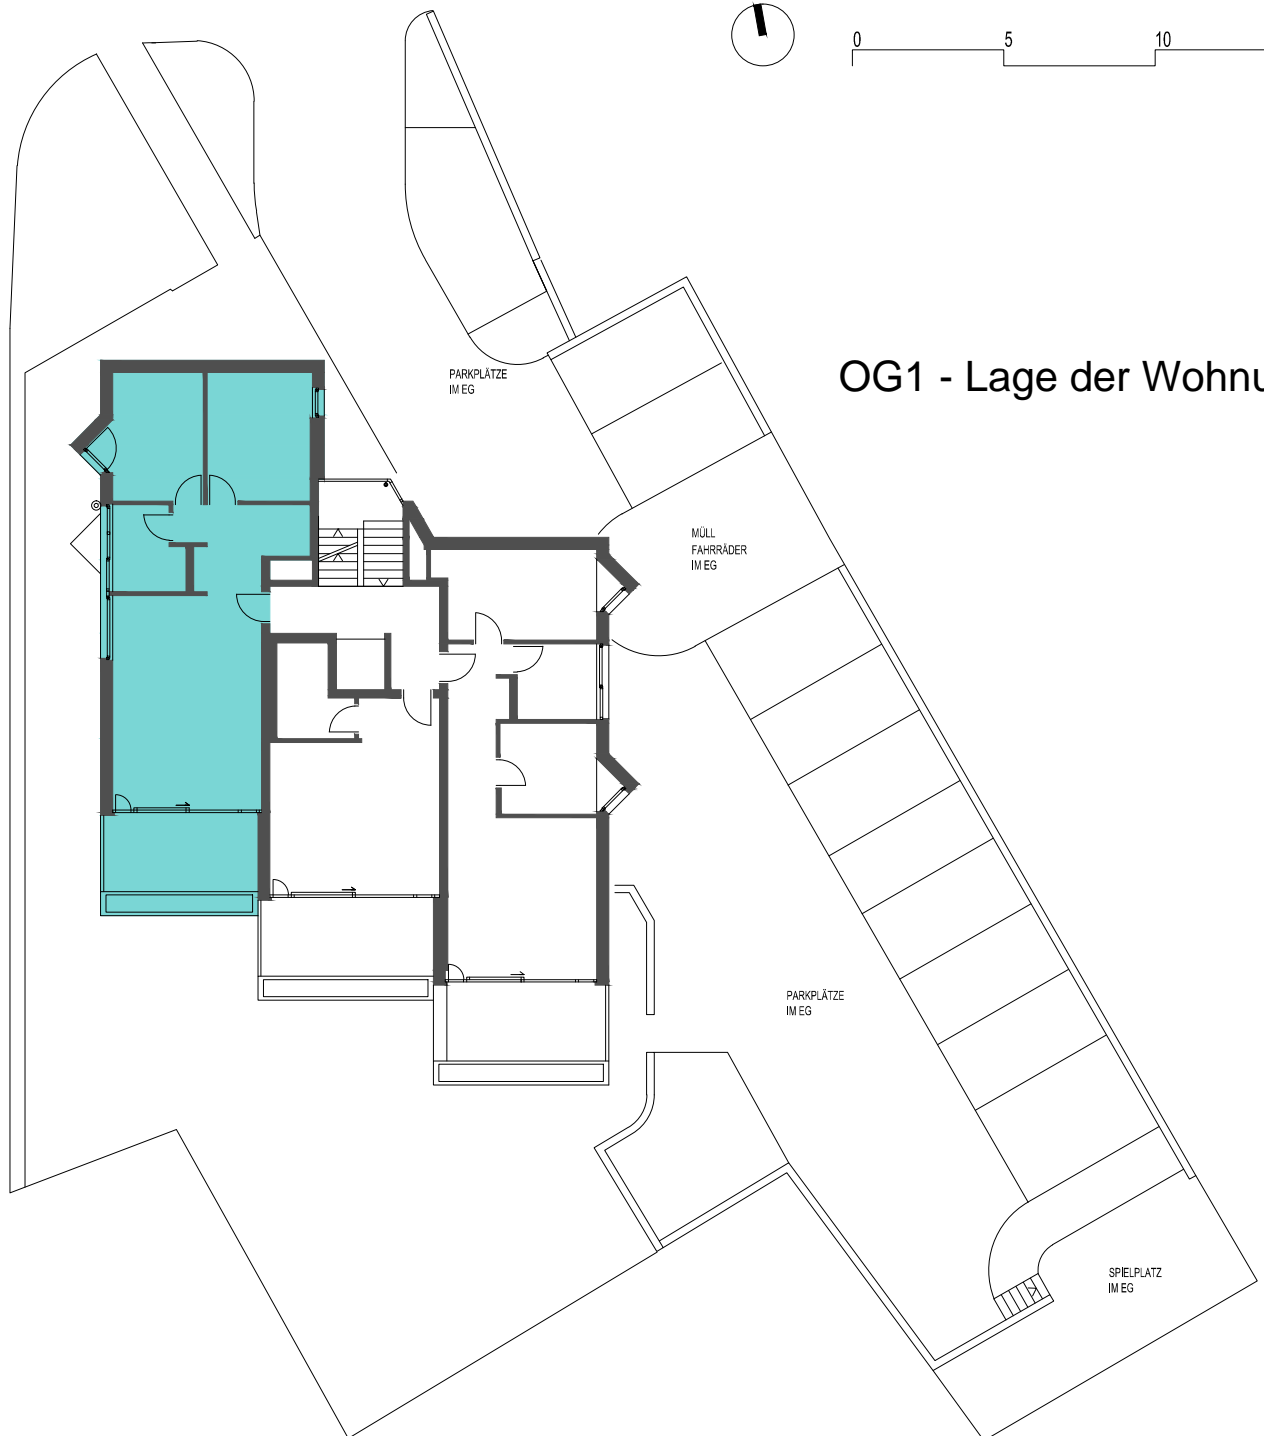 0 5 10
PARKPLÄTZE
IM EG
OG1 - Lage der Wohnu
MÜLL
FAHRRÄDER
IM EG
PARKPLÄTZE
IM EG
SPIELPLATZ
IM EG